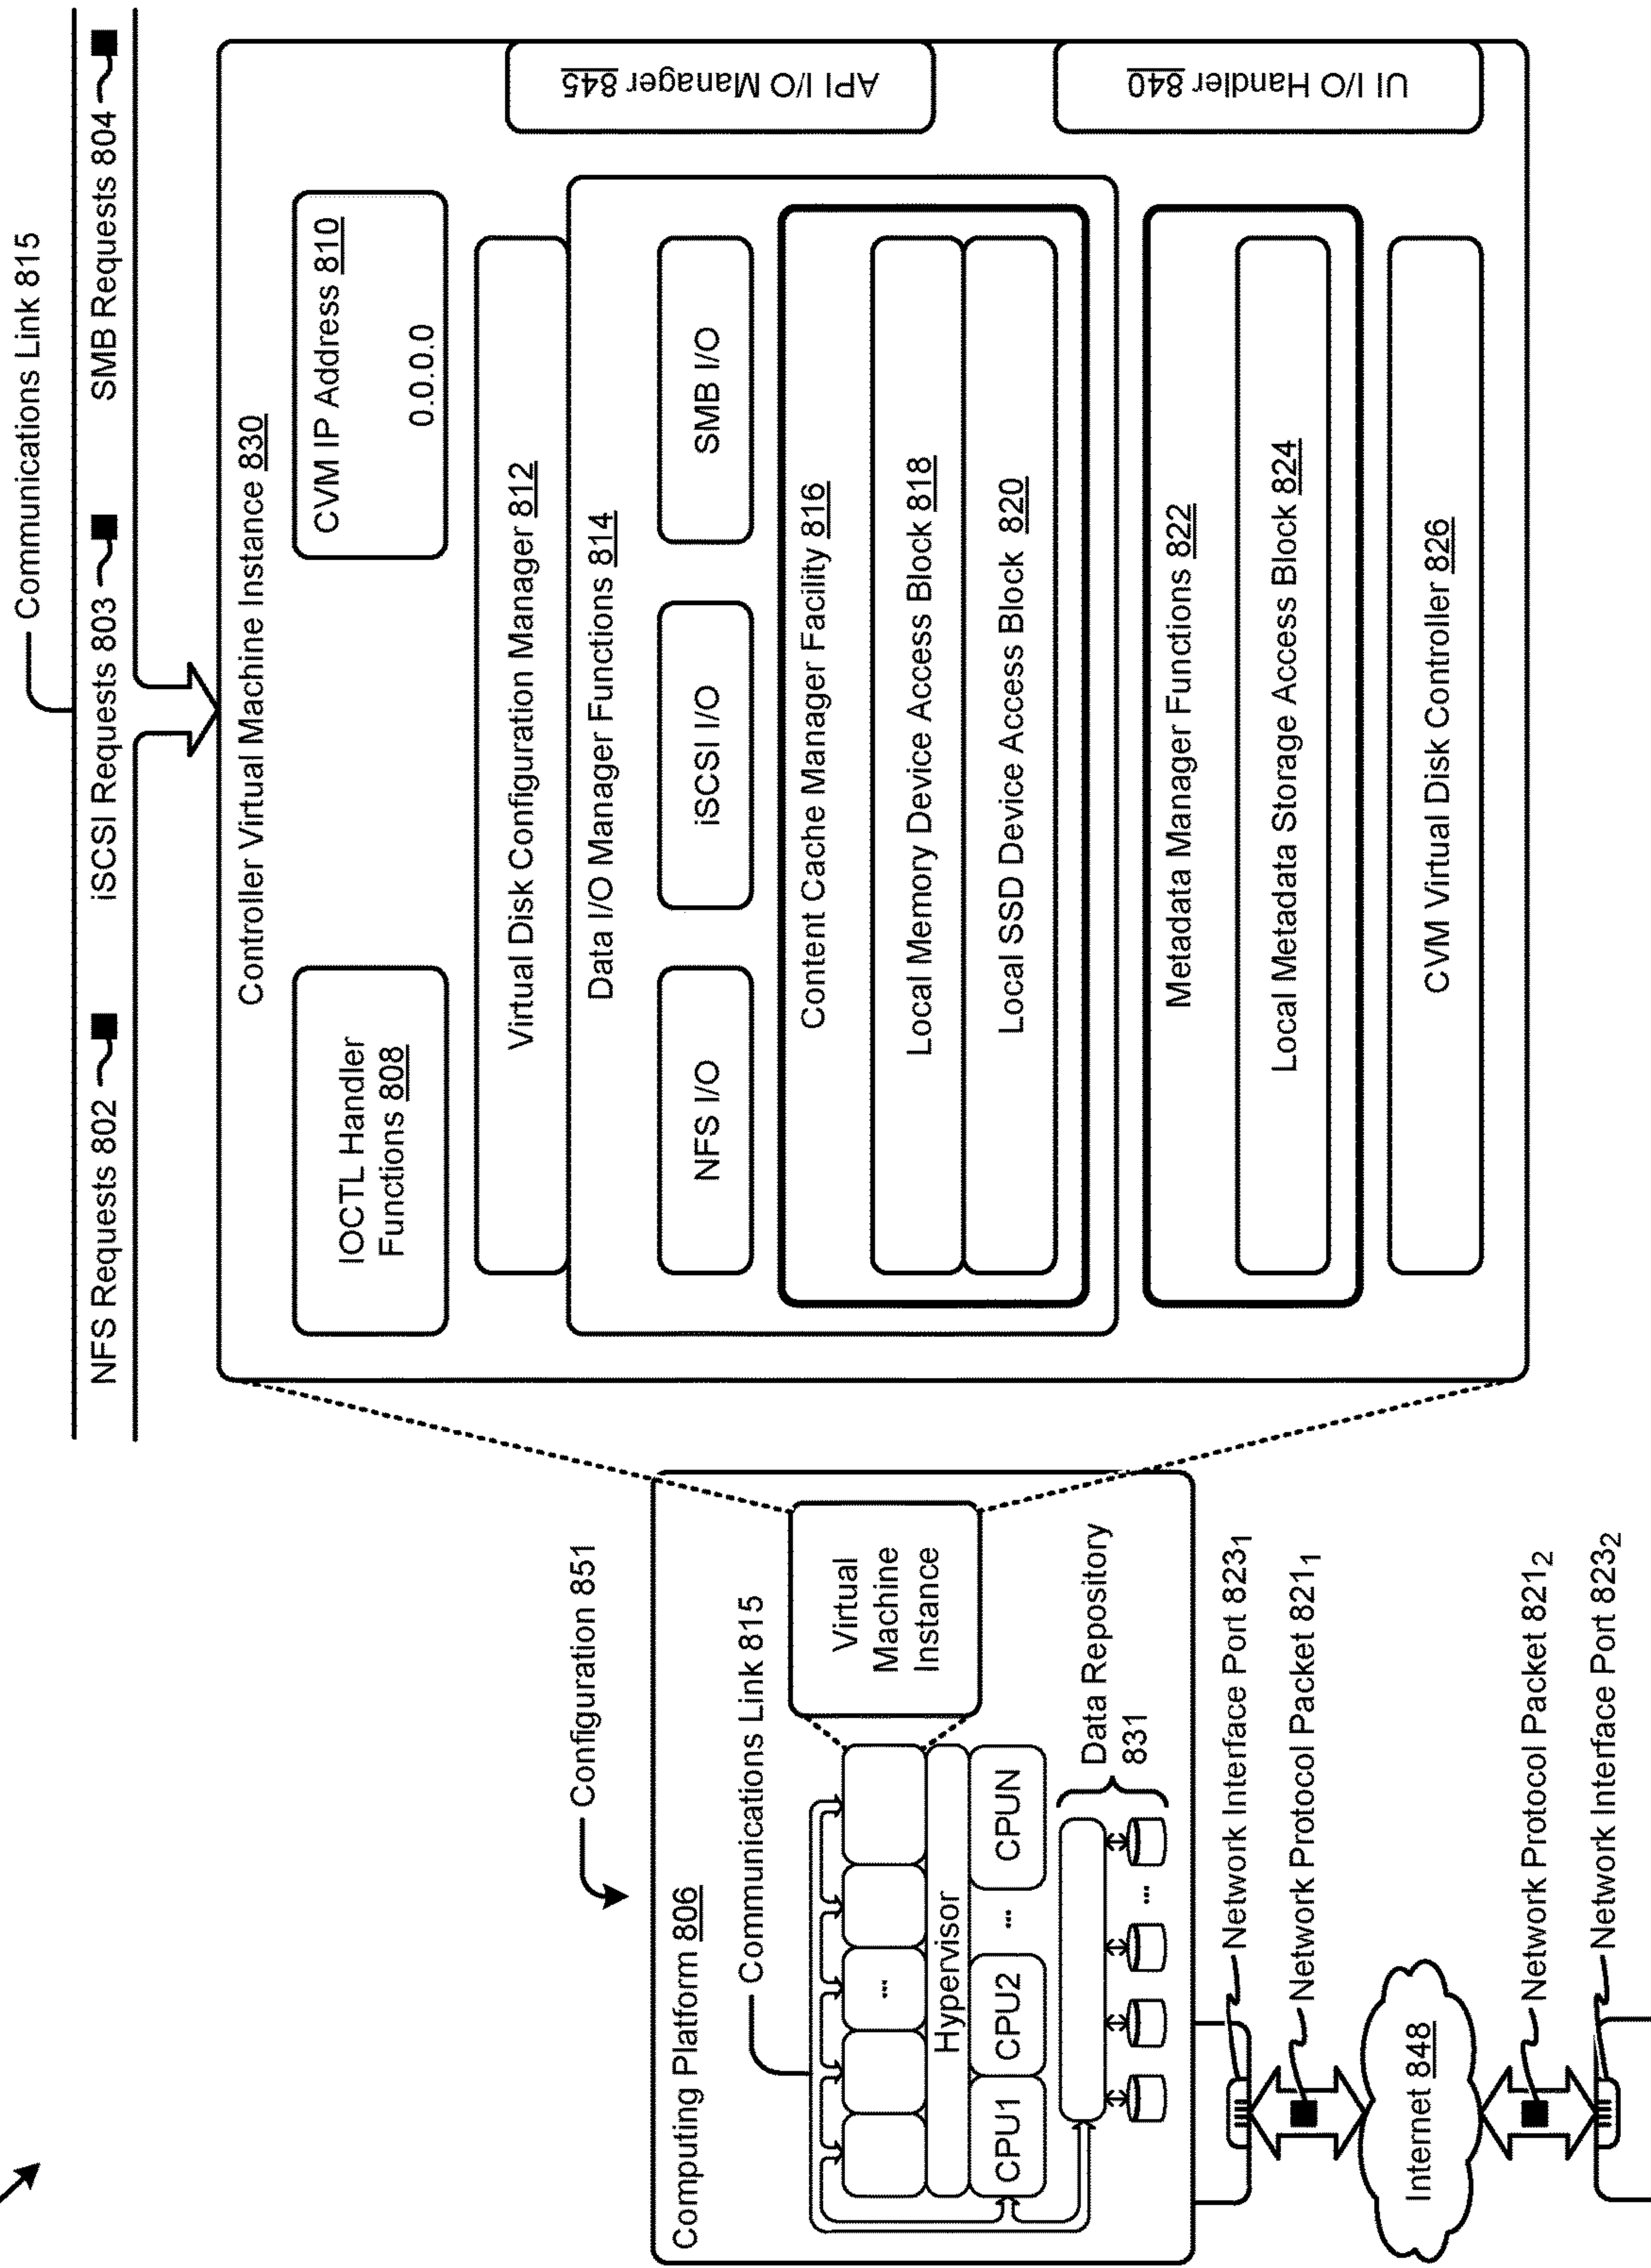 Communications Link 815
NFS Requests 802
iSCSI Requests 803
SMB Requests 804
Controller Virtual Machine Instance 830
IOCTL Handler
Functions 808
CVM IP Address 810
0.0.0.0
Virtual Disk Configuration Manager 812
Data I/O Manager Functions 814
NFS I/O
iSCSI I/O
SMB I/O
Content Cache Manager Facility 816
Local Memory Device Access Block 818
Local SSD Device Access Block 820
Metadata Manager Functions 822
Local Metadata Storage Access Block 824
CVM Virtual Disk Controller 826
API I/O Manager 845
UI I/O Handler 840
Configuration 851
Computing Platform 806
Communications Link 815
Virtual
Machine
Instance
...
Hypervisor
CPU1
CPU2
...
CPUN
Data Repository
831
...
Network Interface Port 823₁
Network Protocol Packet 821₁
Internet 848
Network Protocol Packet 821₂
Network Interface Port 823₂